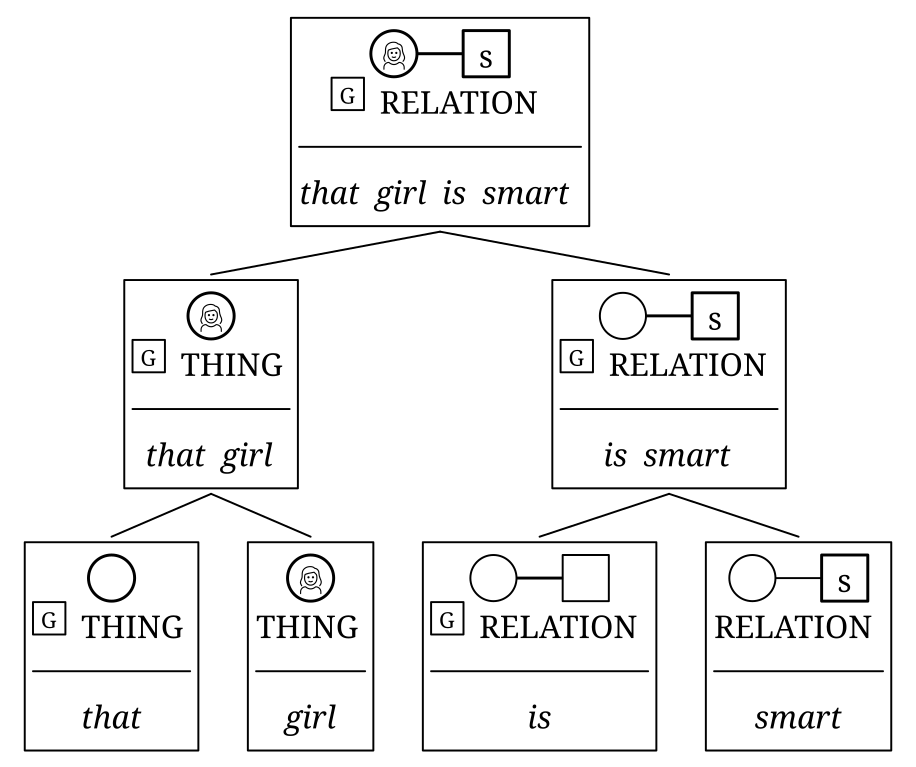 s
G RELATION
that girl is smart
G THING
that girl
s
G RELATION
is smart
G THING
that
THING
girl
G RELATION
is
s
RELATION
smart